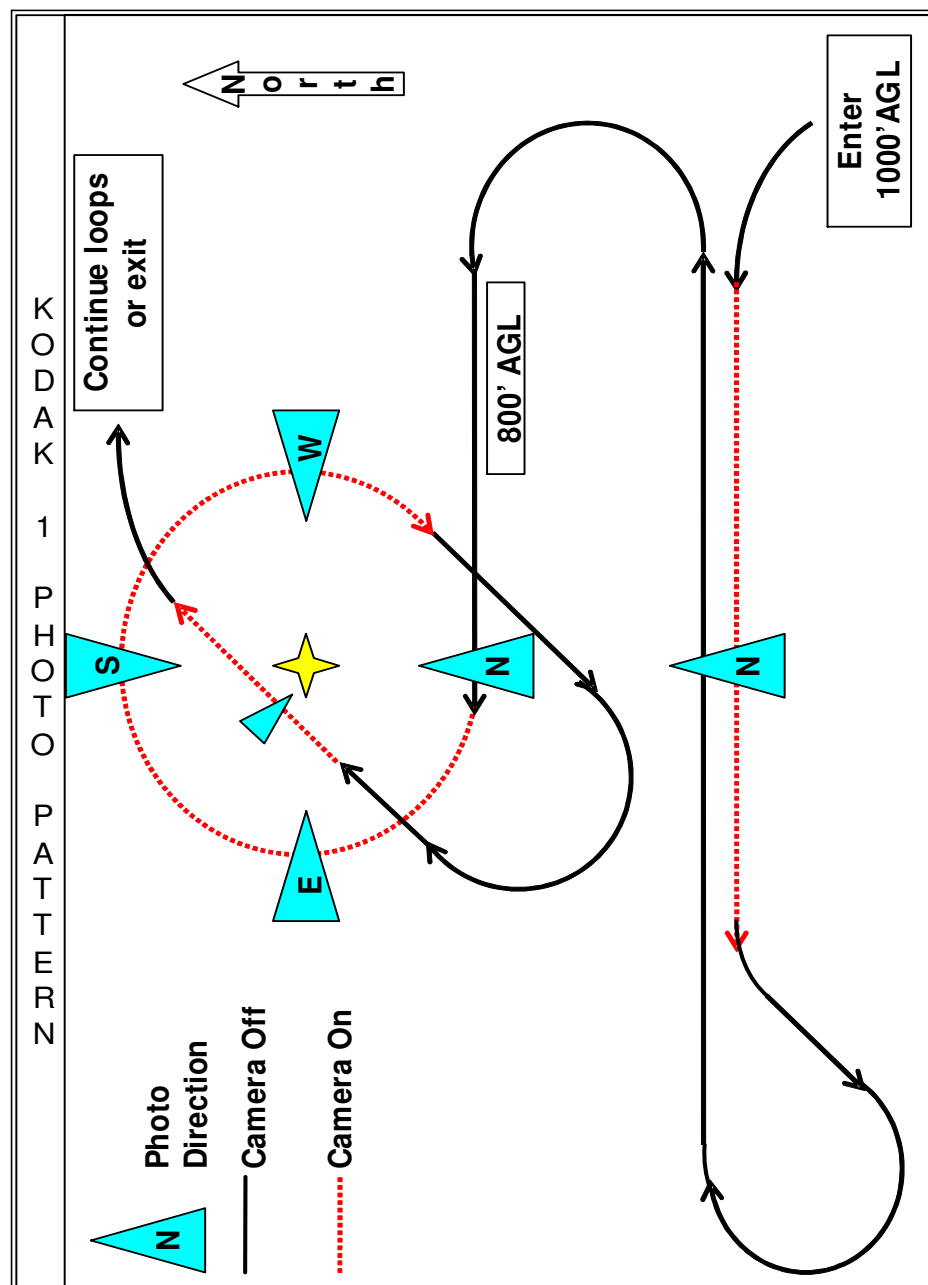 KODAK 1 PHOTO PATTERN
North
Continue loops
or exit
Enter
1000’AGL
800’ AGL
W
S
N
N
E
Photo
Direction
N
Camera Off
Camera On